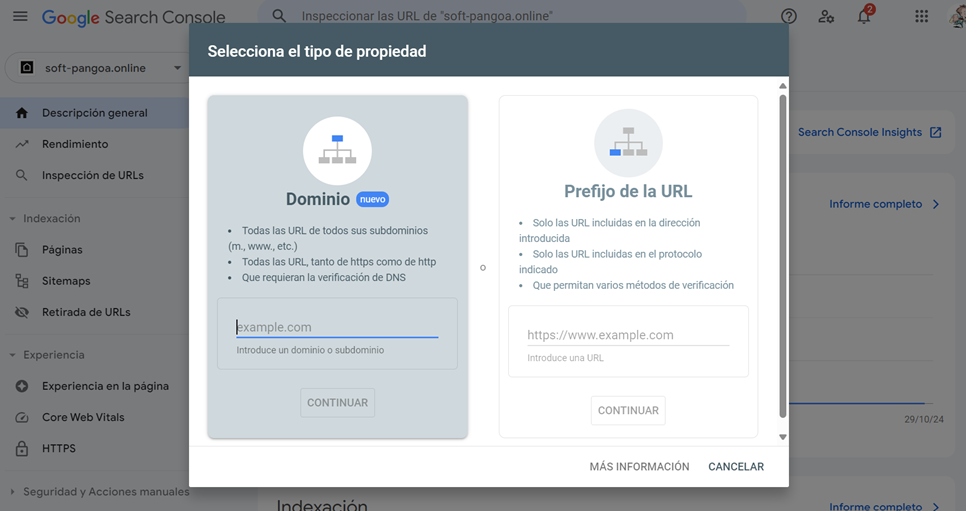 Google Search Console
Inspeccionar las URL de "soft-pangoa.online"
2
soft-pangoa.online
Descripción general
Rendimiento
Inspección de URLs
Indexación
Páginas
Sitemaps
Retirada de URLs
Experiencia
Experiencia en la página
Core Web Vitals
HTTPS
Seguridad y Acciones manuales
Selecciona el tipo de propiedad
Dominio nuevo
• Todas las URL de todos sus subdominios
(m., www., etc.)
• Todas las URL, tanto de https como de http
• Que requieran la verificación de DNS
example.com
Introduce un dominio o subdominio
CONTINUAR
o
Prefijo de la URL
• Solo las URL incluidas en la dirección
introducida
• Solo las URL incluidas en el protocolo
indicado
• Que permitan varios métodos de verificación
https://www.example.com
Introduce una URL
CONTINUAR
MÁS INFORMACIÓN
CANCELAR
Search Console Insights
Informe completo
29/10/24
Indexación
Informe completo